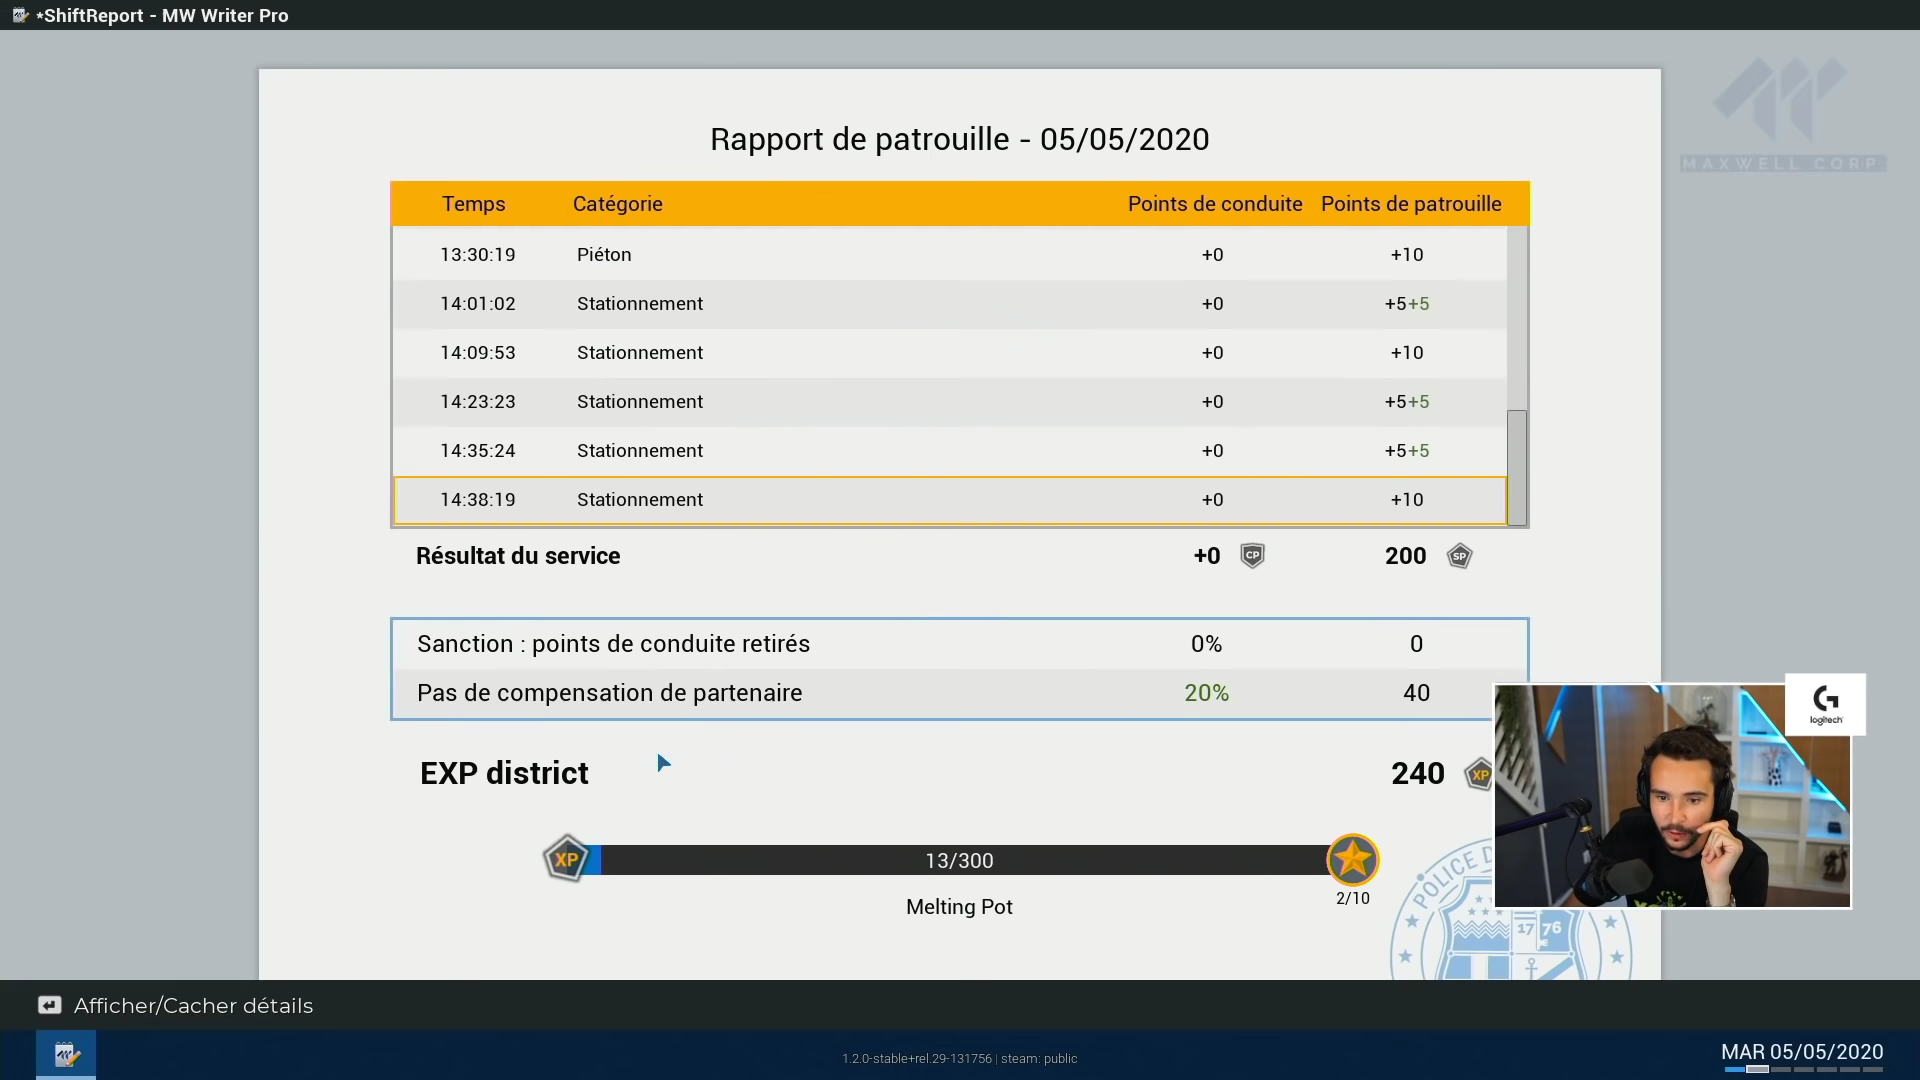 *ShiftReport - MW Writer Pro
MAXWELL CORP
Rapport de patrouille - 05/05/2020
Temps Catégorie Points de conduite Points de patrouille
13:30:19 Piéton +0 +10
14:01:02 Stationnement +0 +5+5
14:09:53 Stationnement +0 +10
14:23:23 Stationnement +0 +5+5
14:35:24 Stationnement +0 +5+5
14:38:19 Stationnement +0 +10
Résultat du service +0 CP 200 SP
Sanction : points de conduite retirés 0% 0
Pas de compensation de partenaire 20% 40
logitech
EXP district 240 XP
XP 13/300
2/10
Melting Pot
POLICE D
17 76
Afficher/Cacher détails
1.2.0-stable+rel.29-131756 | steam: public
MAR 05/05/2020